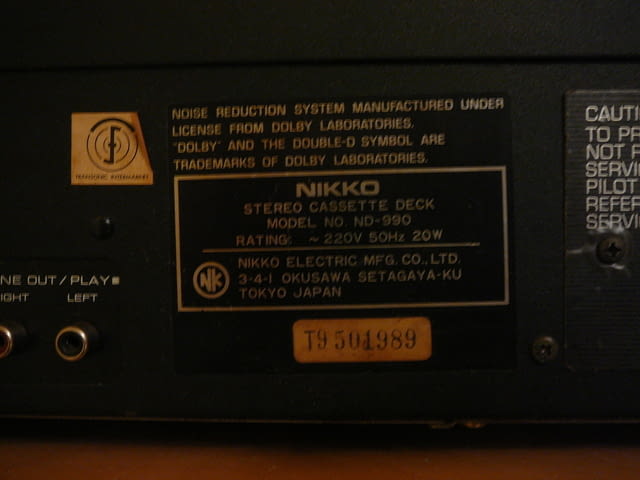 NOISE REDUCTION SYSTEM MANUFACTURED UNDER
LICENSE FROM DOLBY LABORATORIES.
"DOLBY" AND THE DOUBLE-D SYMBOL ARE
TRADEMARKS OF DOLBY LABORATORIES.
NIKKO
STEREO CASSETTE DECK
MODEL NO. ND-990
RATING: ~ 220V 50Hz 20W
NK
NIKKO ELECTRIC MFG. CO., LTD.
3-4-1 OKUSAWA SETAGAYA-KU
TOKYO JAPAN
T9501989
NE OUT / PLAY
IGHT LEFT
CAUTI
TO PR
NOT R
SERVI
PILOT
REFER
SERVI